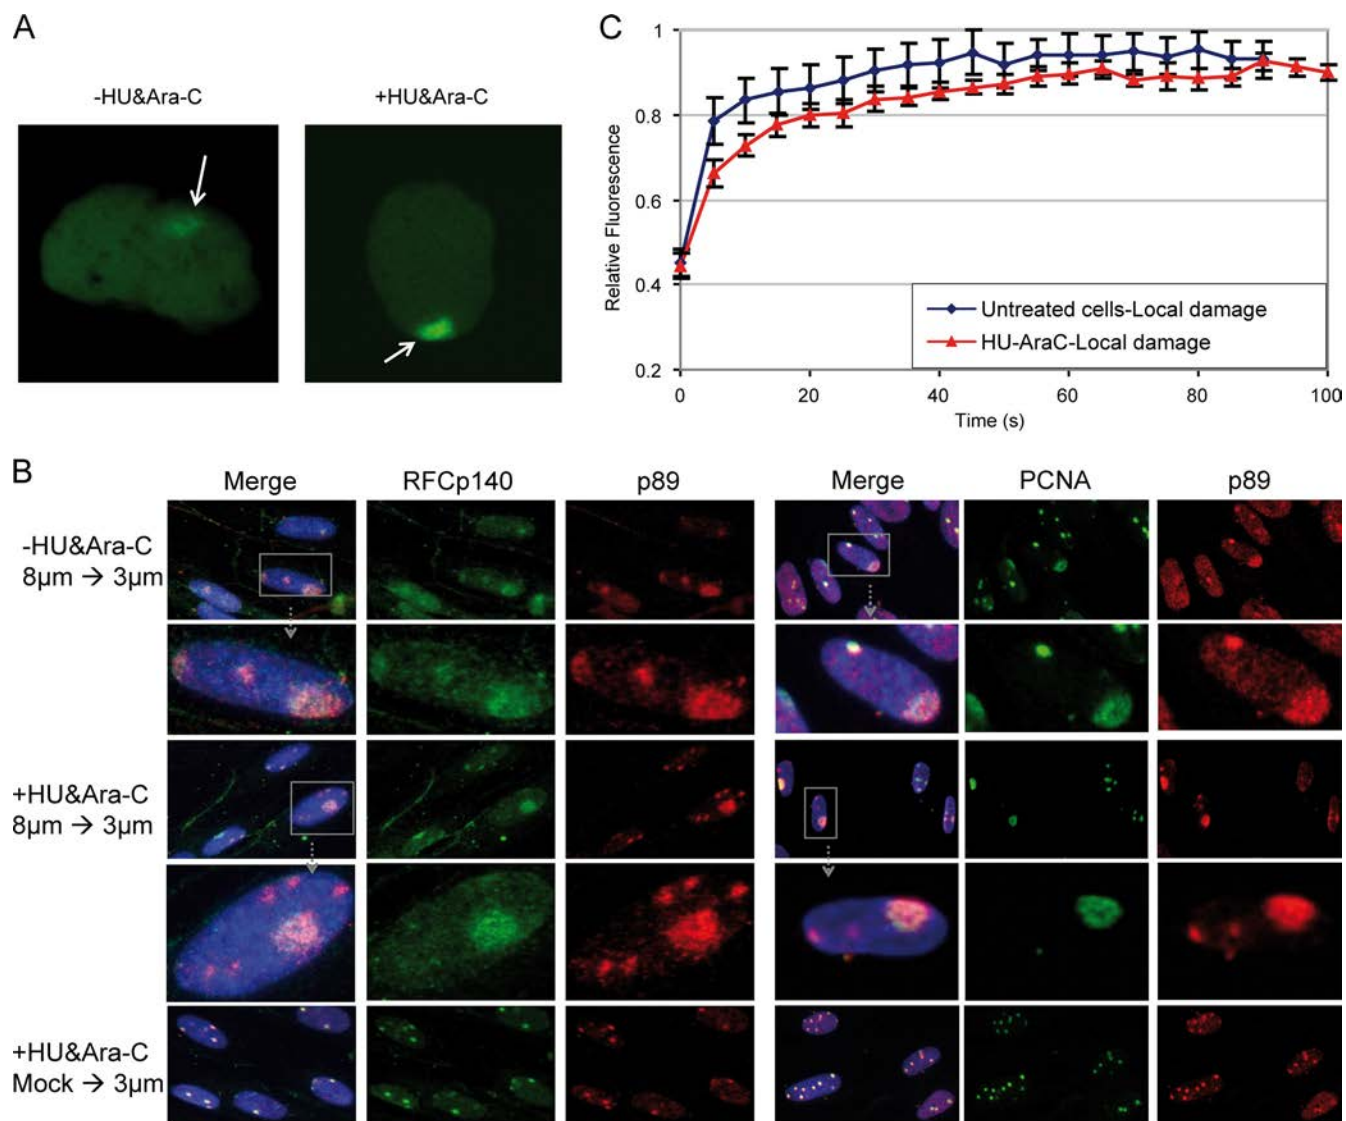 A
-HU&Ara-C
+HU&Ara-C
C
1
0.8
0.6
0.4
0.2
Relative Fluorescence
0 20 40 60 80 100
Time (s)
Untreated cells-Local damage
HU-AraC-Local damage
B
Merge RFCp140 p89 Merge PCNA p89
-HU&Ara-C
8µm → 3µm
+HU&Ara-C
8µm → 3µm
+HU&Ara-C
Mock → 3µm